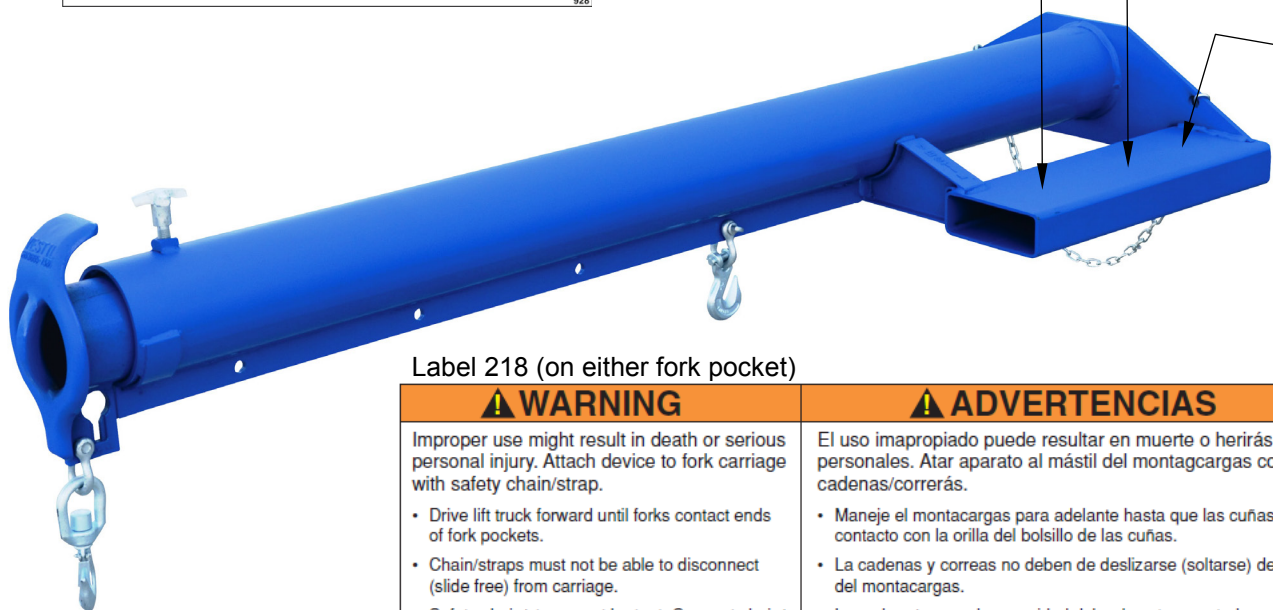 928
Label 218 (on either fork pocket)
WARNING
Improper use might result in death or serious
personal injury. Attach device to fork carriage
with safety chain/strap.
• Drive lift truck forward until forks contact ends
of fork pockets.
• Chain/straps must not be able to disconnect
(slide free) from carriage.
ADVERTENCIAS
El uso imapropiado puede resultar en muerte o herirás
personales. Atar aparato al mástil del montagcargas co
cadenas/correrás.
• Maneje el montacargas para adelante hasta que las cuñas
contacto con la orilla del bolsillo de las cuñas.
• La cadenas y correas no deben de deslizarse (soltarse) de
del montacargas.